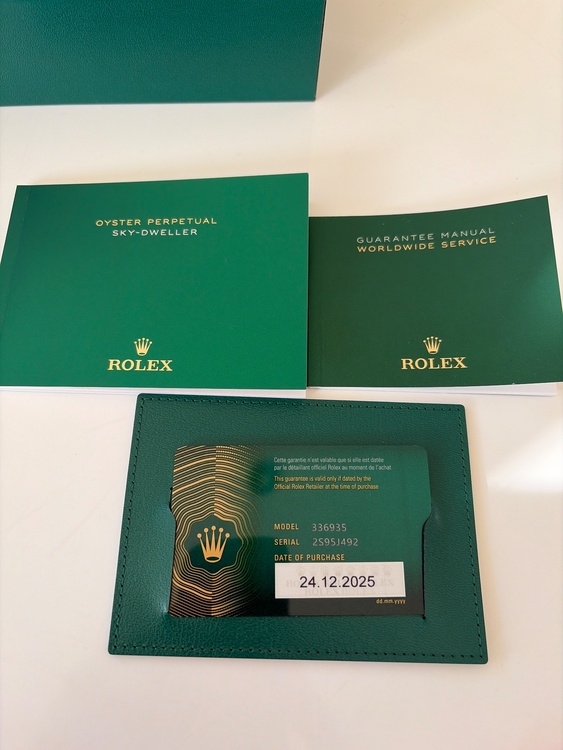 OYSTER PERPETUAL
SKY-DWELLER
ROLEX
GUARANTEE MANUAL
WORLDWIDE SERVICE
ROLEX
Cette garantie n'est valable que si elle est datée
par le détaillant officiel Rolex au moment de l'achat
This guarantee is valid only if dated by the
Official Rolex Retailer at the time of purchase.
MODEL 336935
SERIAL 2S95J492
DATE OF PURCHASE
24.12.2025
dd.mm.yyyy